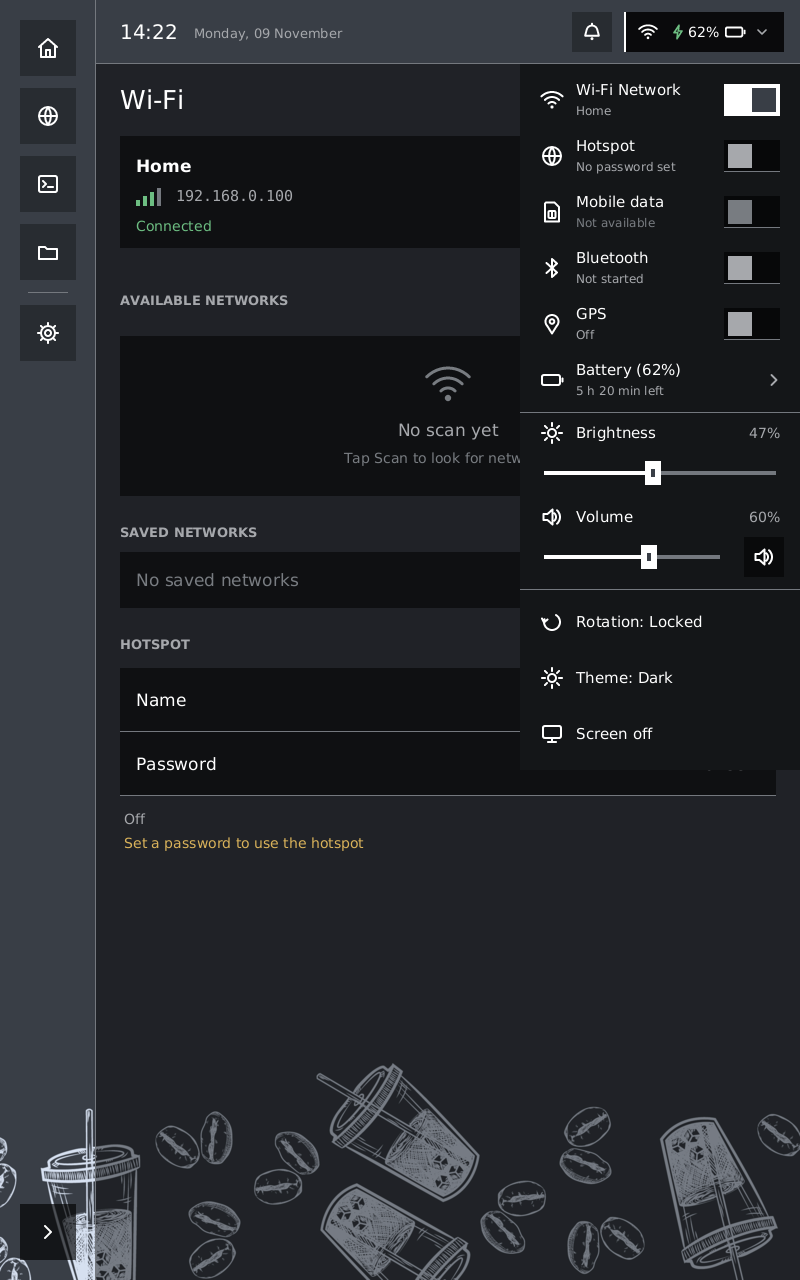 14:22 Monday, 09 November
62%
Wi-Fi
Home
192.168.0.100
Connected
AVAILABLE NETWORKS
No scan yet
Tap Scan to look for
SAVED NETWORKS
No saved networks
HOTSPOT
Name
Password
Off
Set a password to use the hotspot
Wi-Fi Network
Home
Hotspot
No password set
Mobile data
Not available
Bluetooth
Not started
GPS
Off
Battery (62%)
5 h 20 min left
Brightness 47%
Volume 60%
Rotation: Locked
Theme: Dark
Screen off